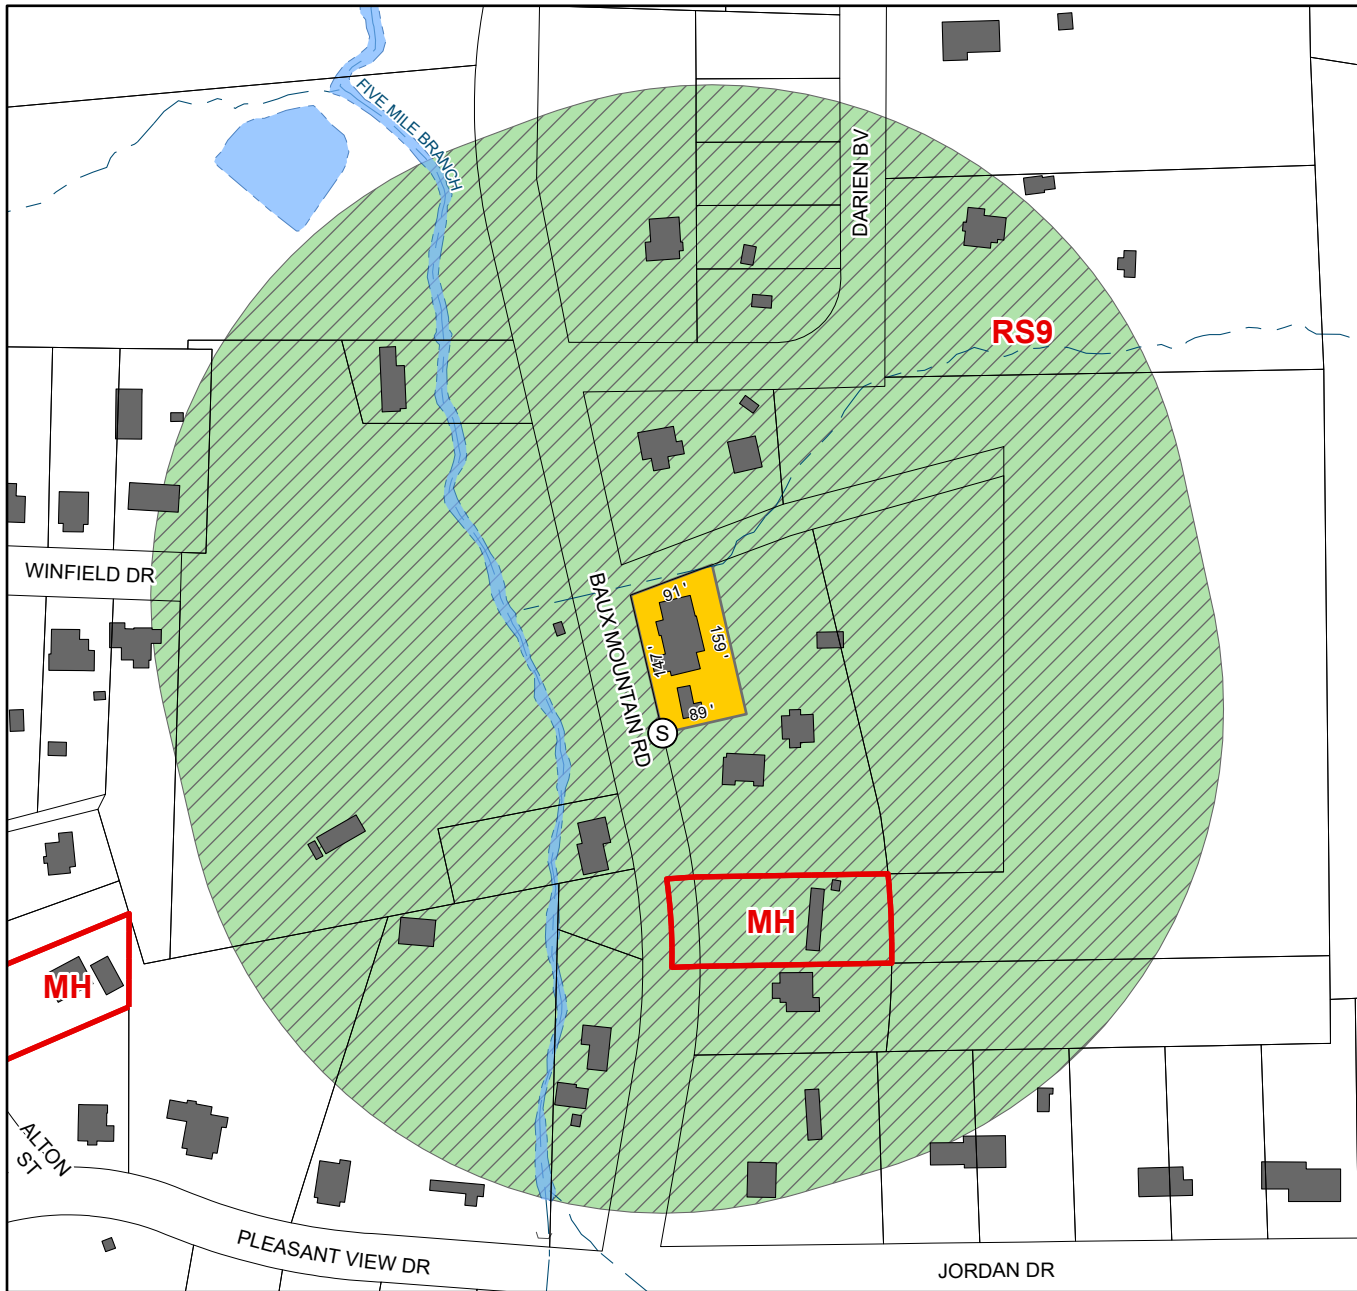 FIVE MILE BRANCH
DARIEN BV
RS9
WINFIELD DR
BAUX MOUNTAIN RD
91 '
159 '
147 '
89 '
S
MH
MH
ALTON
ST
PLEASANT VIEW DR
JORDAN DR